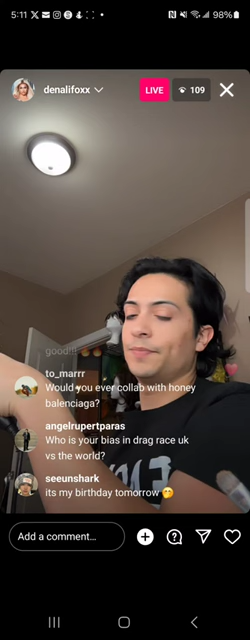 5:11
98%
denalifoxx
LIVE
109
good!!!
to_marrr
Would you ever collab with honey
balenciaga?
angelrupertparas
Who is your bias in drag race uk
vs the world?
seeunshark
its my birthday tomorrow 🤭
Add a comment…